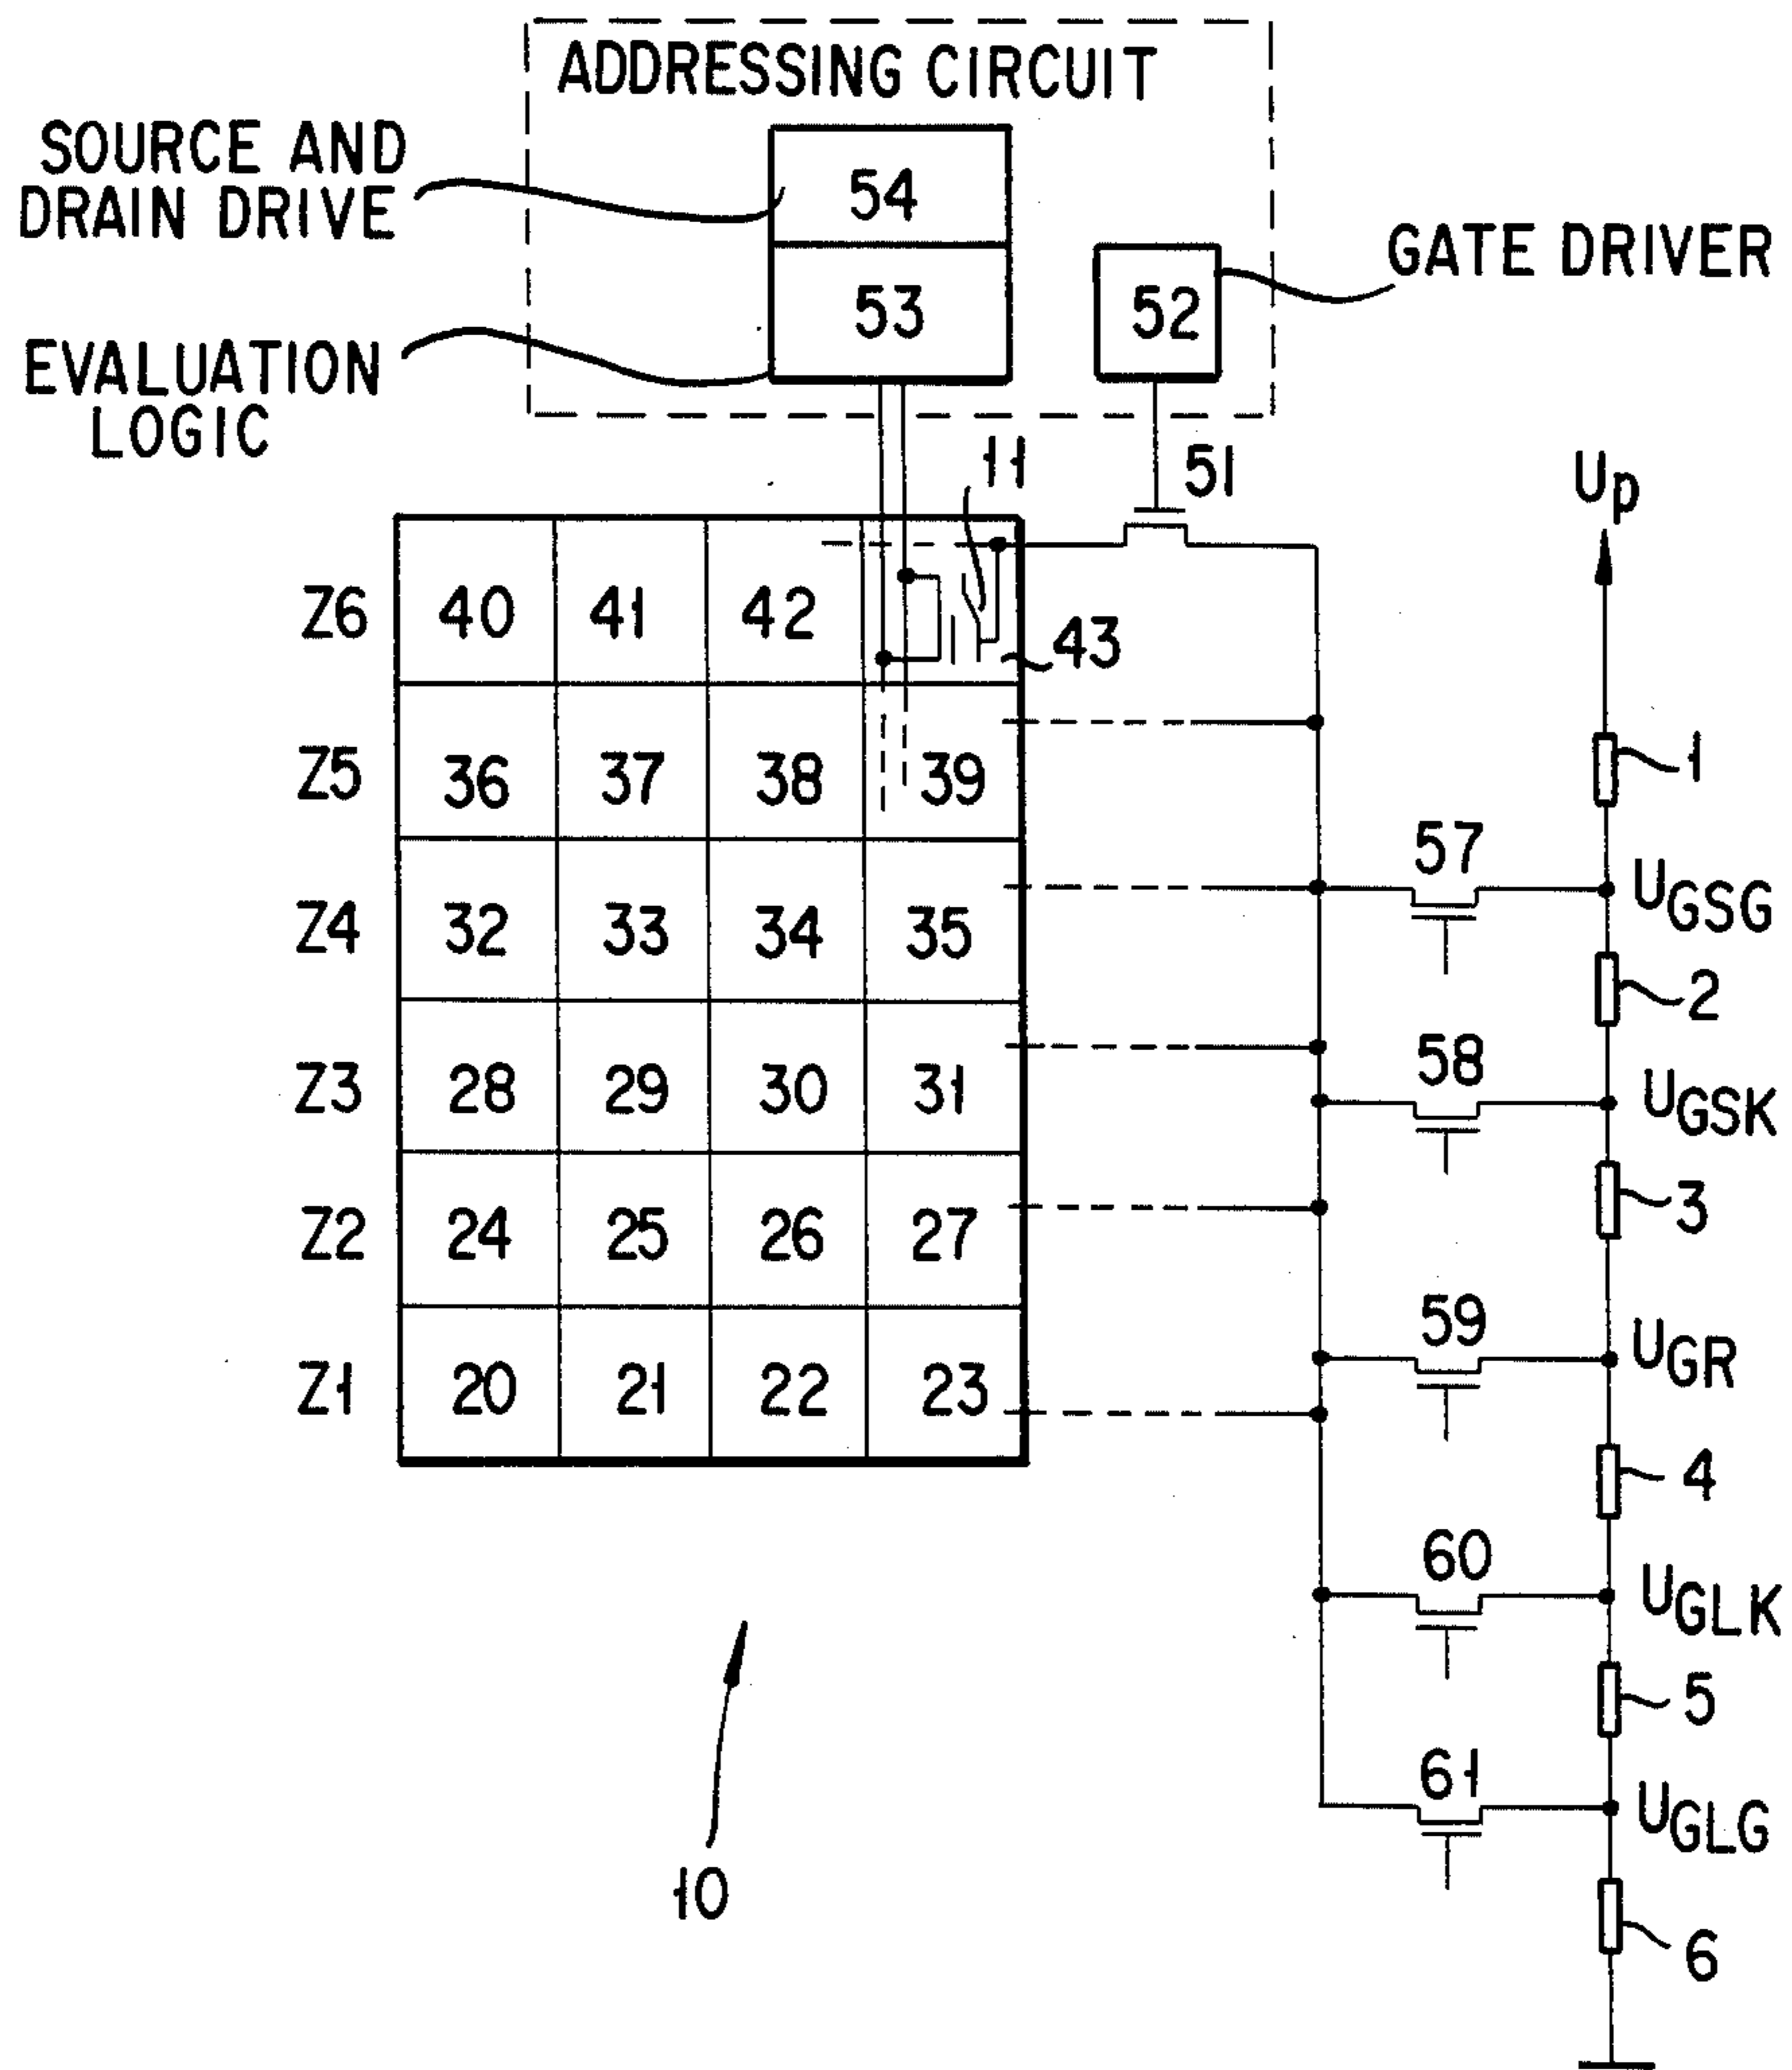 ADDRESSING CIRCUIT
SOURCE AND
DRAIN DRIVE
54
GATE DRIVER
53
52
EVALUATION
LOGIC
11
51
Up
Z6 40 41 42
43
Z5 36 37 38 39
1
57
UGSG
Z4 32 33 34 35
2
58
UGSK
Z3 28 29 30 31
3
Z2 24 25 26 27
59
UGR
Z1 20 21 22 23
4
60
UGLK
5
61
UGLG
10
6